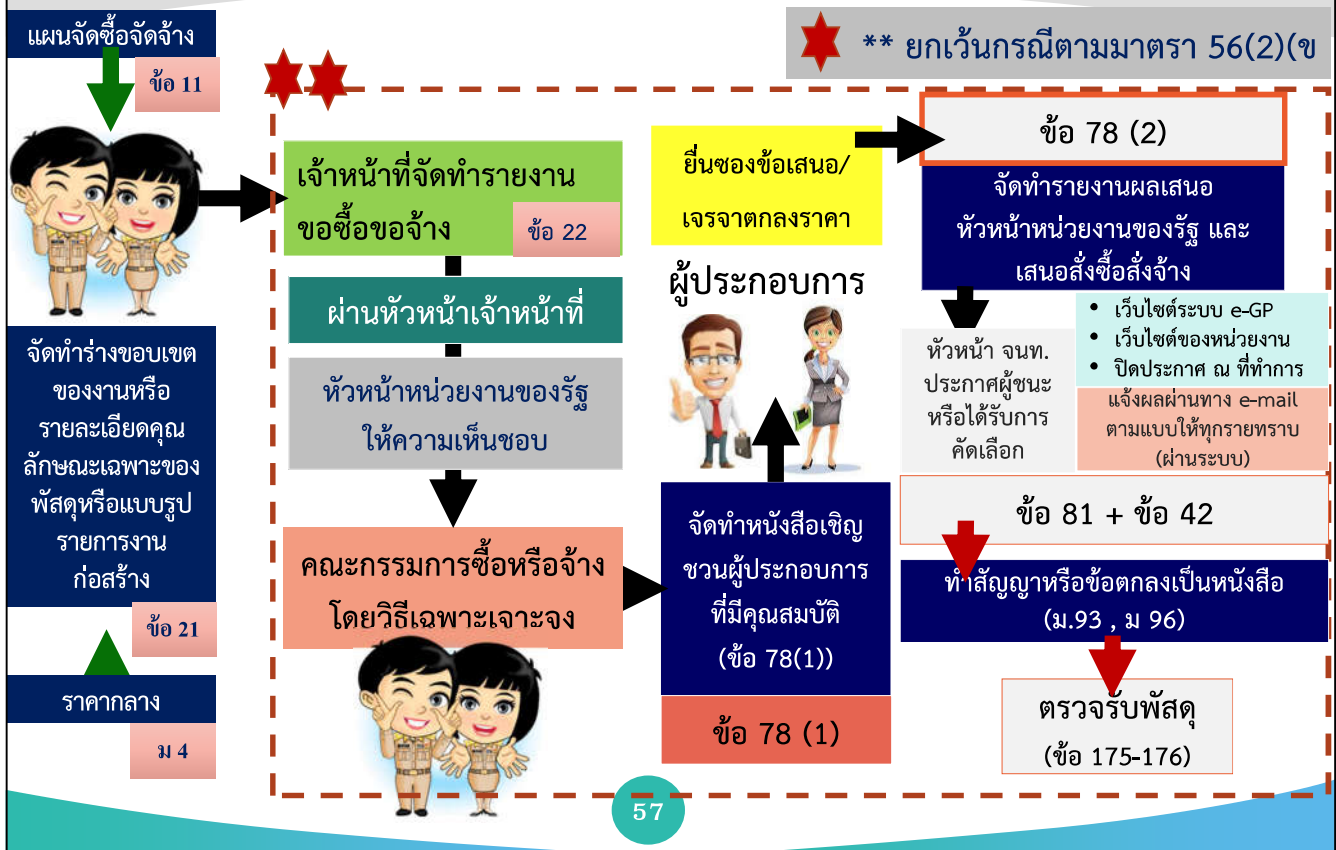 แผนจัดซื้อจัดจ้าง
ข้อ 11
จัดทำร่างขอบเขต
ของงานหรือ
รายละเอียดคุณ
ลักษณะเฉพาะของ
พัสดุหรือแบบรูป
รายการงาน
ก่อสร้าง
ข้อ 21
ราคากลาง
ม 4
** ยกเว้นกรณีตามมาตรา 56(2)(ข
เจ้าหน้าที่จัดทำรายงาน
ขอซื้อขอจ้าง
ข้อ 22
ผ่านหัวหน้าเจ้าหน้าที่
หัวหน้าหน่วยงานของรัฐ
ให้ความเห็นชอบ
คณะกรรมการซื้อหรือจ้าง
โดยวิธีเฉพาะเจาะจง
จัดทำหนังสือเชิญ
ชวนผู้ประกอบการ
ที่มีคุณสมบัติ
(ข้อ 78(1))
ข้อ 78 (1)
ผู้ประกอบการ
ยื่นซองข้อเสนอ/
เจรจาตกลงราคา
ข้อ 78 (2)
จัดทำรายงานผลเสนอ
หัวหน้าหน่วยงานของรัฐ และ
เสนอสั่งซื้อสั่งจ้าง
หัวหน้า จนท.
ประกาศผู้ชนะ
หรือได้รับการ
คัดเลือก
• เว็บไซต์ระบบ e-GP
• เว็บไซต์ของหน่วยงาน
• ปิดประกาศ ณ ที่ทำการ
แจ้งผลผ่านทาง e-mail
ตามแบบให้ทุกรายทราบ
(ผ่านระบบ)
ข้อ 81 + ข้อ 42
ทำสัญญาหรือข้อตกลงเป็นหนังสือ
(ม.93 , ม 96)
ตรวจรับพัสดุ
(ข้อ 175-176)
57